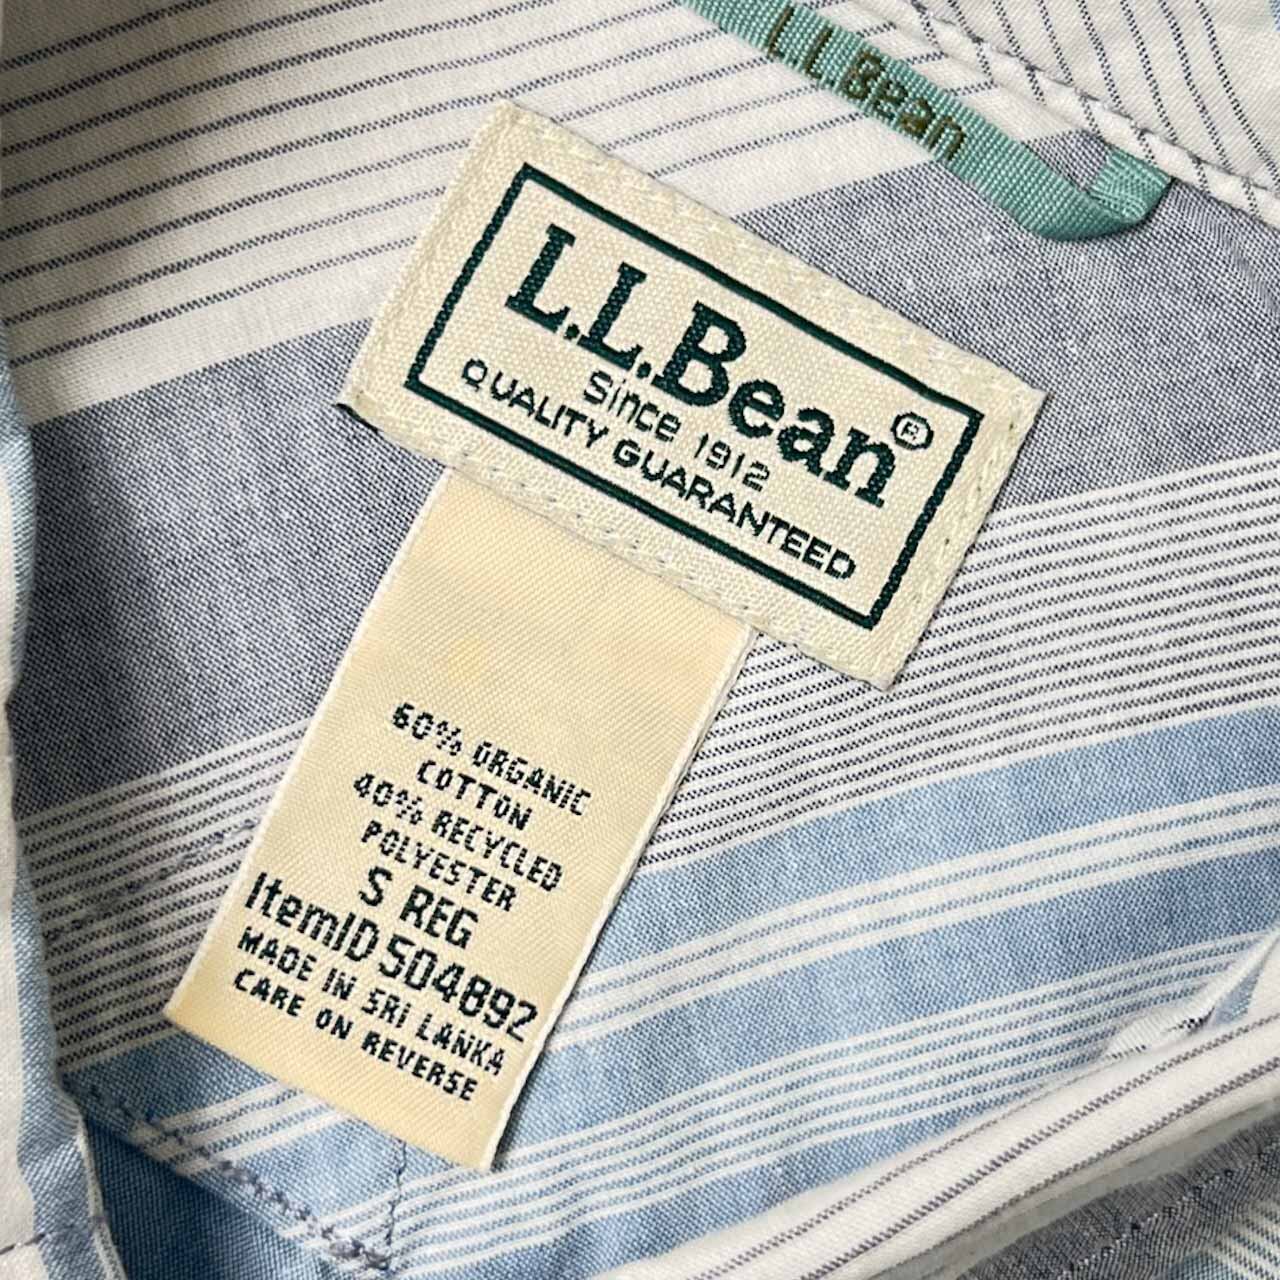 L.L.Bean
L.L.Bean®
Since 1912
QUALITY GUARANTEED
60% ORGANIC
COTTON
40% RECYCLED
POLYESTER
S REG
ItemID 504892
MADE IN SRI LANKA
CARE ON REVERSE